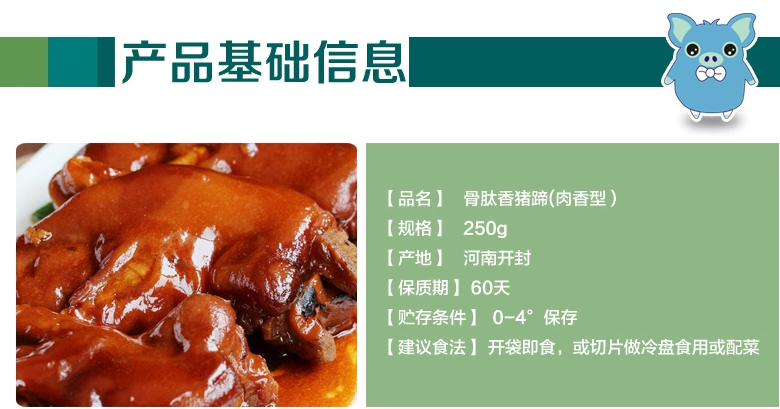 产品基础信息
【品名】 骨肽香猪蹄(肉香型)
【规格】 250g
【产地】 河南开封
【保质期】60天
【贮存条件】 0-4°保存
【建议食法】开袋即食，或切片做冷盘食用或配菜